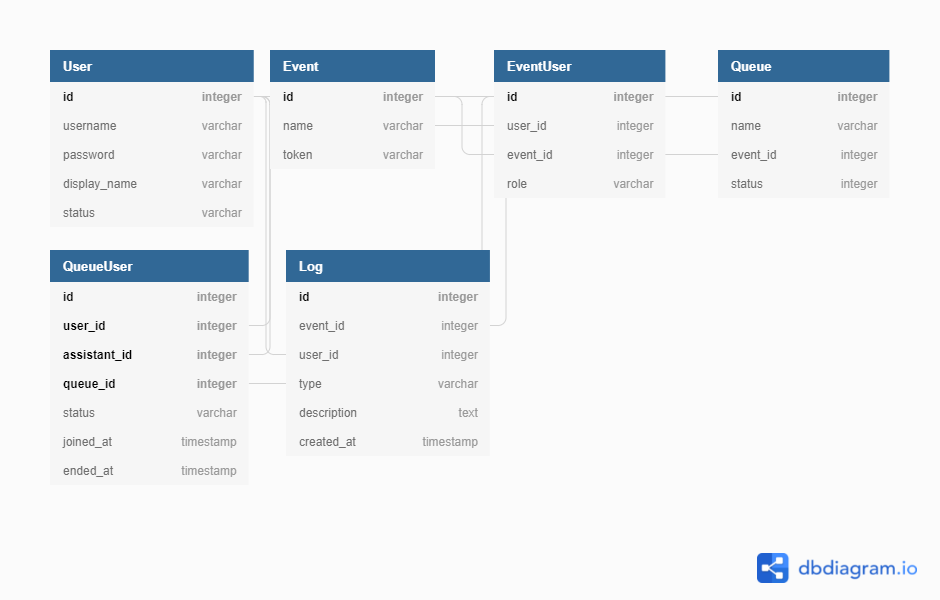 User
id integer
username varchar
password varchar
display_name varchar
status varchar
Event
id integer
name varchar
token varchar
EventUser
id integer
user_id integer
event_id integer
role varchar
Queue
id integer
name varchar
event_id integer
status integer
QueueUser
id integer
user_id integer
assistant_id integer
queue_id integer
status varchar
joined_at timestamp
ended_at timestamp
Log
id integer
event_id integer
user_id integer
type varchar
description text
created_at timestamp
dbdiagram.io